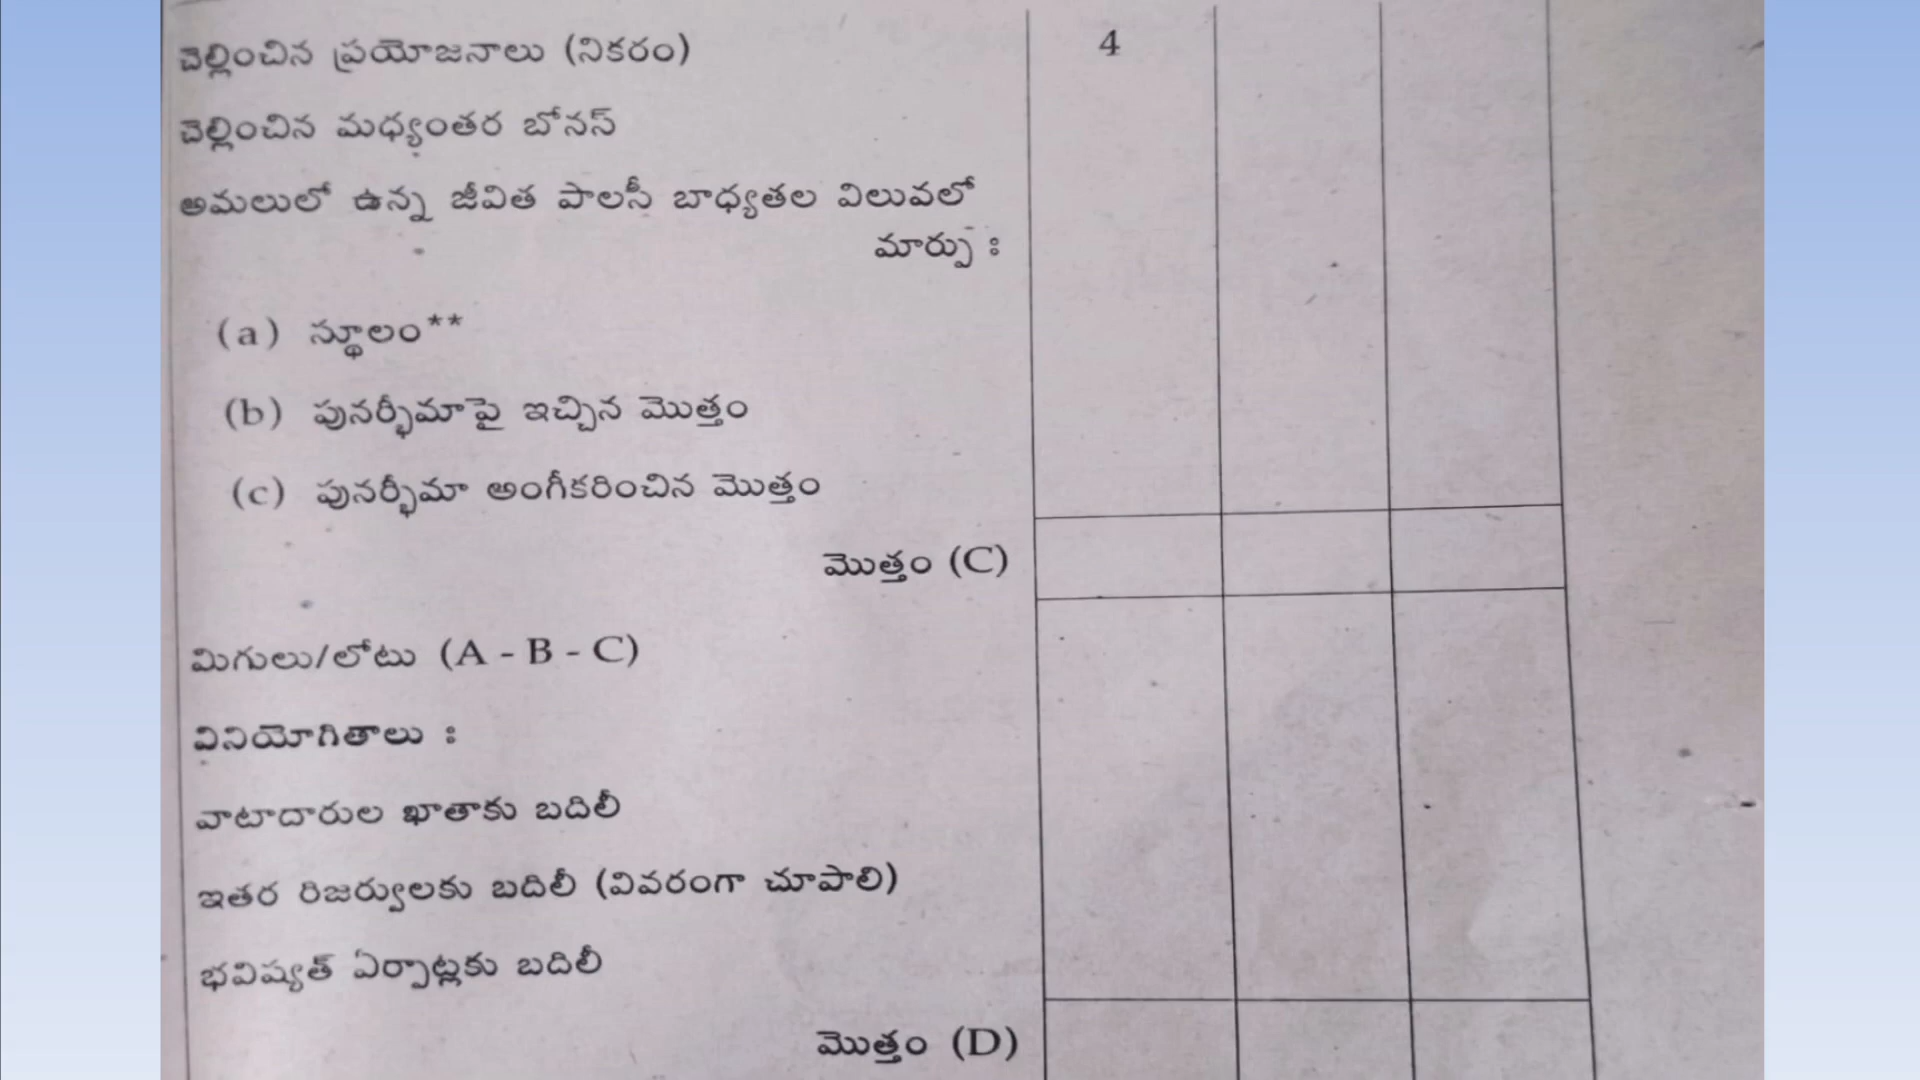 చెల్లించిన ప్రయోజనాలు (నికరం) 4
చెల్లించిన మధ్యంతర బోనస్
అమలులో ఉన్న జీవిత పాలసీ బాధ్యతల విలువలో
మార్పు :
(a) స్థూలం**
(b) పునర్భీమాపై ఇచ్చిన మొత్తం
(c) పునర్భీమా అంగీకరించిన మొత్తం
మొత్తం (C)
మిగులు/లోటు (A - B - C)
వినియోగితాలు :
వాటాదారుల ఖాతాకు బదిలీ
ఇతర రిజర్వులకు బదిలీ (వివరంగా చూపాలి)
భవిష్యత్ ఏర్పాట్లకు బదిలీ
మొత్తం (D)